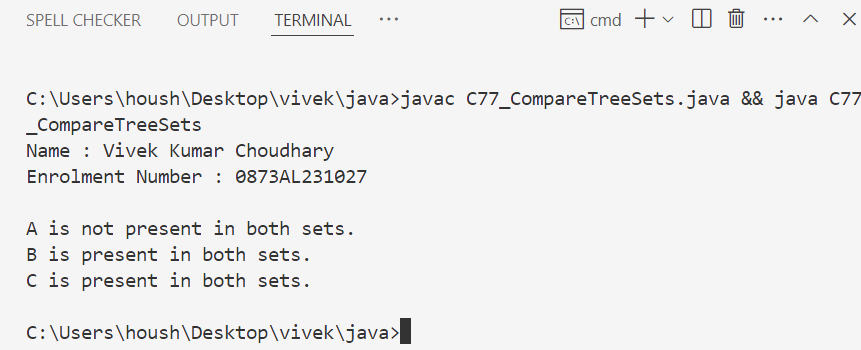 SPELL CHECKER OUTPUT TERMINAL ··· cmd ···
C:\Users\housh\Desktop\vivek\java>javac C77_CompareTreeSets.java && java C77
_CompareTreeSets
Name : Vivek Kumar Choudhary
Enrolment Number : 0873AL231027
A is not present in both sets.
B is present in both sets.
C is present in both sets.
C:\Users\housh\Desktop\vivek\java>